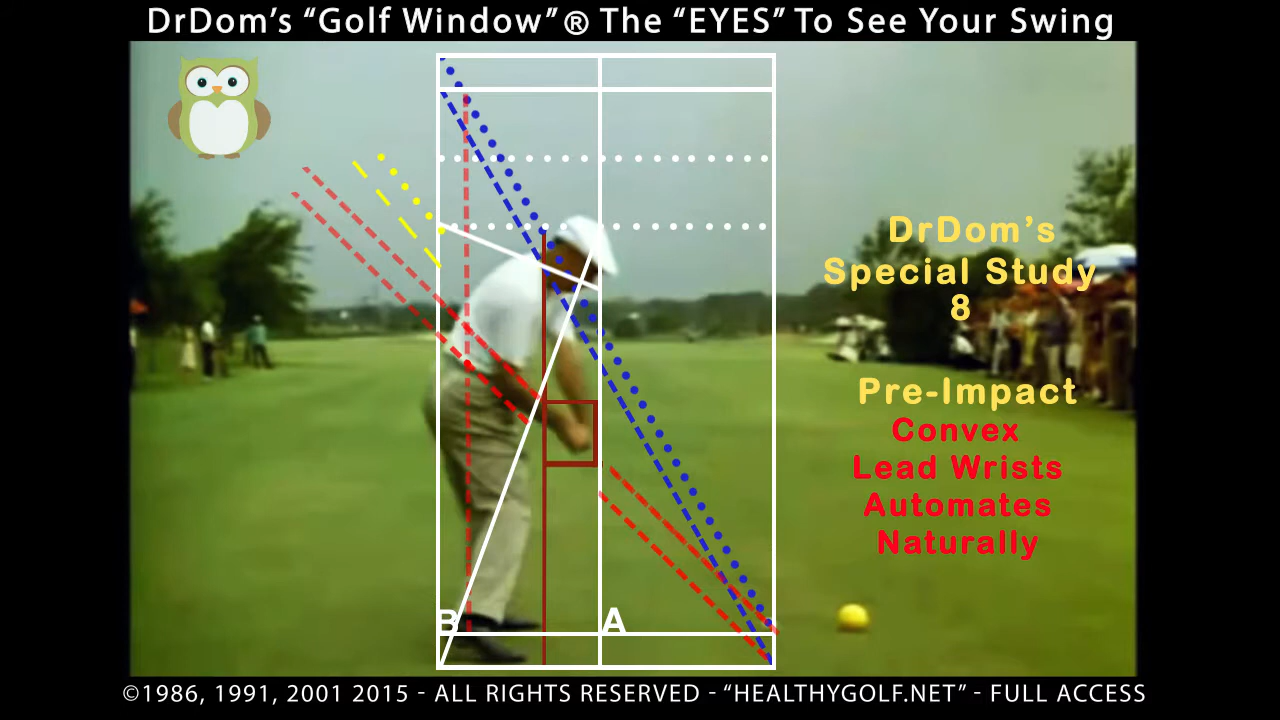 DrDom's “Golf Window”® The “EYES” To See Your Swing
DrDom's
Special Study
8
Pre-Impact
Convex
Lead Wrists
Automates
Naturally
B A
©1986, 1991, 2001 2015 - ALL RIGHTS RESERVED - “HEALTHYGOLF.NET” - FULL ACCESS